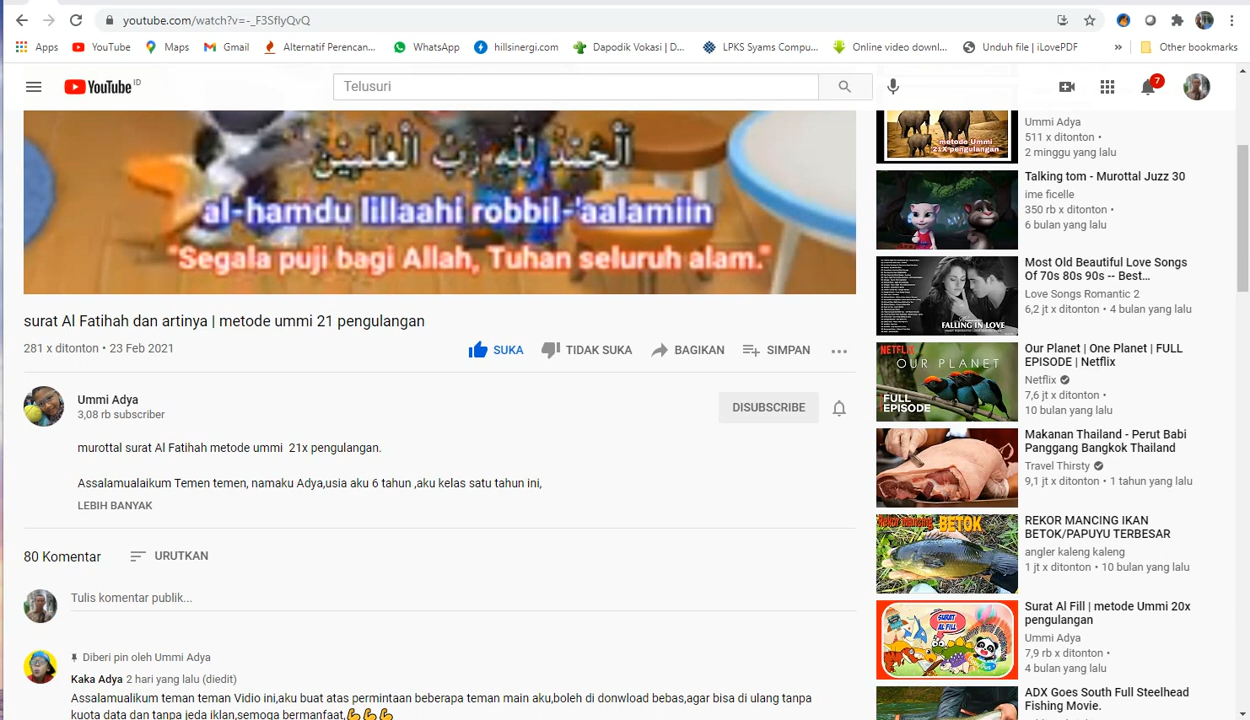 youtube.com/watch?v=-_F3SflyQvQ
Apps
YouTube
Maps
Gmail
Alternatif Perencan...
WhatsApp
hillsinergi.com
Dapodik Vokasi | D...
LPKS Syams Compu...
Online video downl...
Unduh file | iLovePDF
»
Other bookmarks
YouTube ID
Telusuri
7
اَلْحَمْدُ لِلّٰهِ رَبِّ الْعٰلَمِيْنَ
al-hamdu lillaahi robbil-'aalamiin
"Segala puji bagi Allah, Tuhan seluruh alam."
surat Al Fatihah dan artinya | metode ummi 21 pengulangan
281 x ditonton • 23 Feb 2021
SUKA
TIDAK SUKA
BAGIKAN
SIMPAN
Ummi Adya
3,08 rb subscriber
DISUBSCRIBE
murottal surat Al Fatihah metode ummi 21x pengulangan.
Assalamualaikum Temen temen, namaku Adya,usia aku 6 tahun ,aku kelas satu tahun ini,
LEBIH BANYAK
80 Komentar
URUTKAN
Tulis komentar publik...
Diberi pin oleh Ummi Adya
Kaka Adya 2 hari yang lalu (diedit)
Assalamualikum teman teman Vidio ini,aku buat atas permintaan beberapa teman main aku,boleh di donwload bebas,agar bisa di ulang tanpa
kuota data dan tanpa jeda iklan,semoga bermanfaat,💪💪💪
metode Ummi
21X pengulangan
Ummi Adya
511 x ditonton •
2 minggu yang lalu
Talking tom - Murottal Juzz 30
ime ficelle
350 rb x ditonton •
6 bulan yang lalu
FALLING IN LOVE
Most Old Beautiful Love Songs
Of 70s 80s 90s -- Best...
Love Songs Romantic 2
6,2 jt x ditonton • 4 bulan yang lalu
NETFLIX
OUR PLANET
FULL
EPISODE
Our Planet | One Planet | FULL
EPISODE | Netflix
Netflix
7,6 jt x ditonton •
10 bulan yang lalu
Makanan Thailand - Perut Babi
Panggang Bangkok Thailand
Travel Thirsty
9,1 jt x ditonton • 1 tahun yang lalu
BETOK
REKOR MANCING IKAN
BETOK/PAPUYU TERBESAR
angler kaleng kaleng
1 jt x ditonton • 10 bulan yang lalu
SURAT
AL FILL
Surat Al Fill | metode Ummi 20x
pengulangan
Ummi Adya
7,9 rb x ditonton •
4 bulan yang lalu
ADX Goes South Full Steelhead
Fishing Movie.